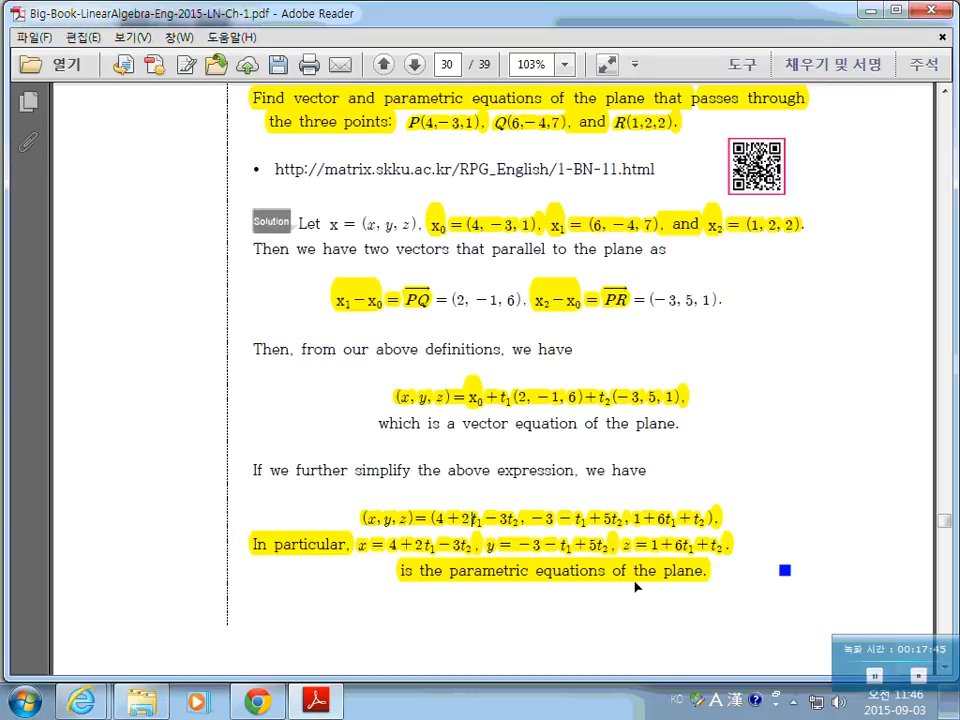 Big-Book-LinearAlgebra-Eng-2015-LN-Ch-1.pdf - Adobe Reader
파일(F) 편집(E) 보기(V) 창(W) 도움말(H)
열기 30 / 39 103% 도구 채우기 및 서명 주석
Find vector and parametric equations of the plane that passes through
the three points: P(4,−3,1), Q(6,−4,7), and R(1,2,2).
• http://matrix.skku.ac.kr/RPG_English/1-BN-11.html
Solution Let x = (x, y, z), x₀ = (4, −3, 1), x₁ = (6, −4, 7), and x₂ = (1, 2, 2).
Then we have two vectors that parallel to the plane as
x₁ − x₀ = PQ⃗ = (2, −1, 6), x₂ − x₀ = PR⃗ = (−3, 5, 1).
Then, from our above definitions, we have
(x, y, z) = x₀ + t₁(2, −1, 6) + t₂(−3, 5, 1),
which is a vector equation of the plane.
If we further simplify the above expression, we have
(x, y, z) = (4 + 2t₁ − 3t₂, −3 − t₁ + 5t₂, 1 + 6t₁ + t₂),
In particular, x = 4 + 2t₁ − 3t₂, y = −3 − t₁ + 5t₂, z = 1 + 6t₁ + t₂.
is the parametric equations of the plane.
녹화 시간 : 00:17:45
KC A 漢 ? 오전 11:46
2015-09-03